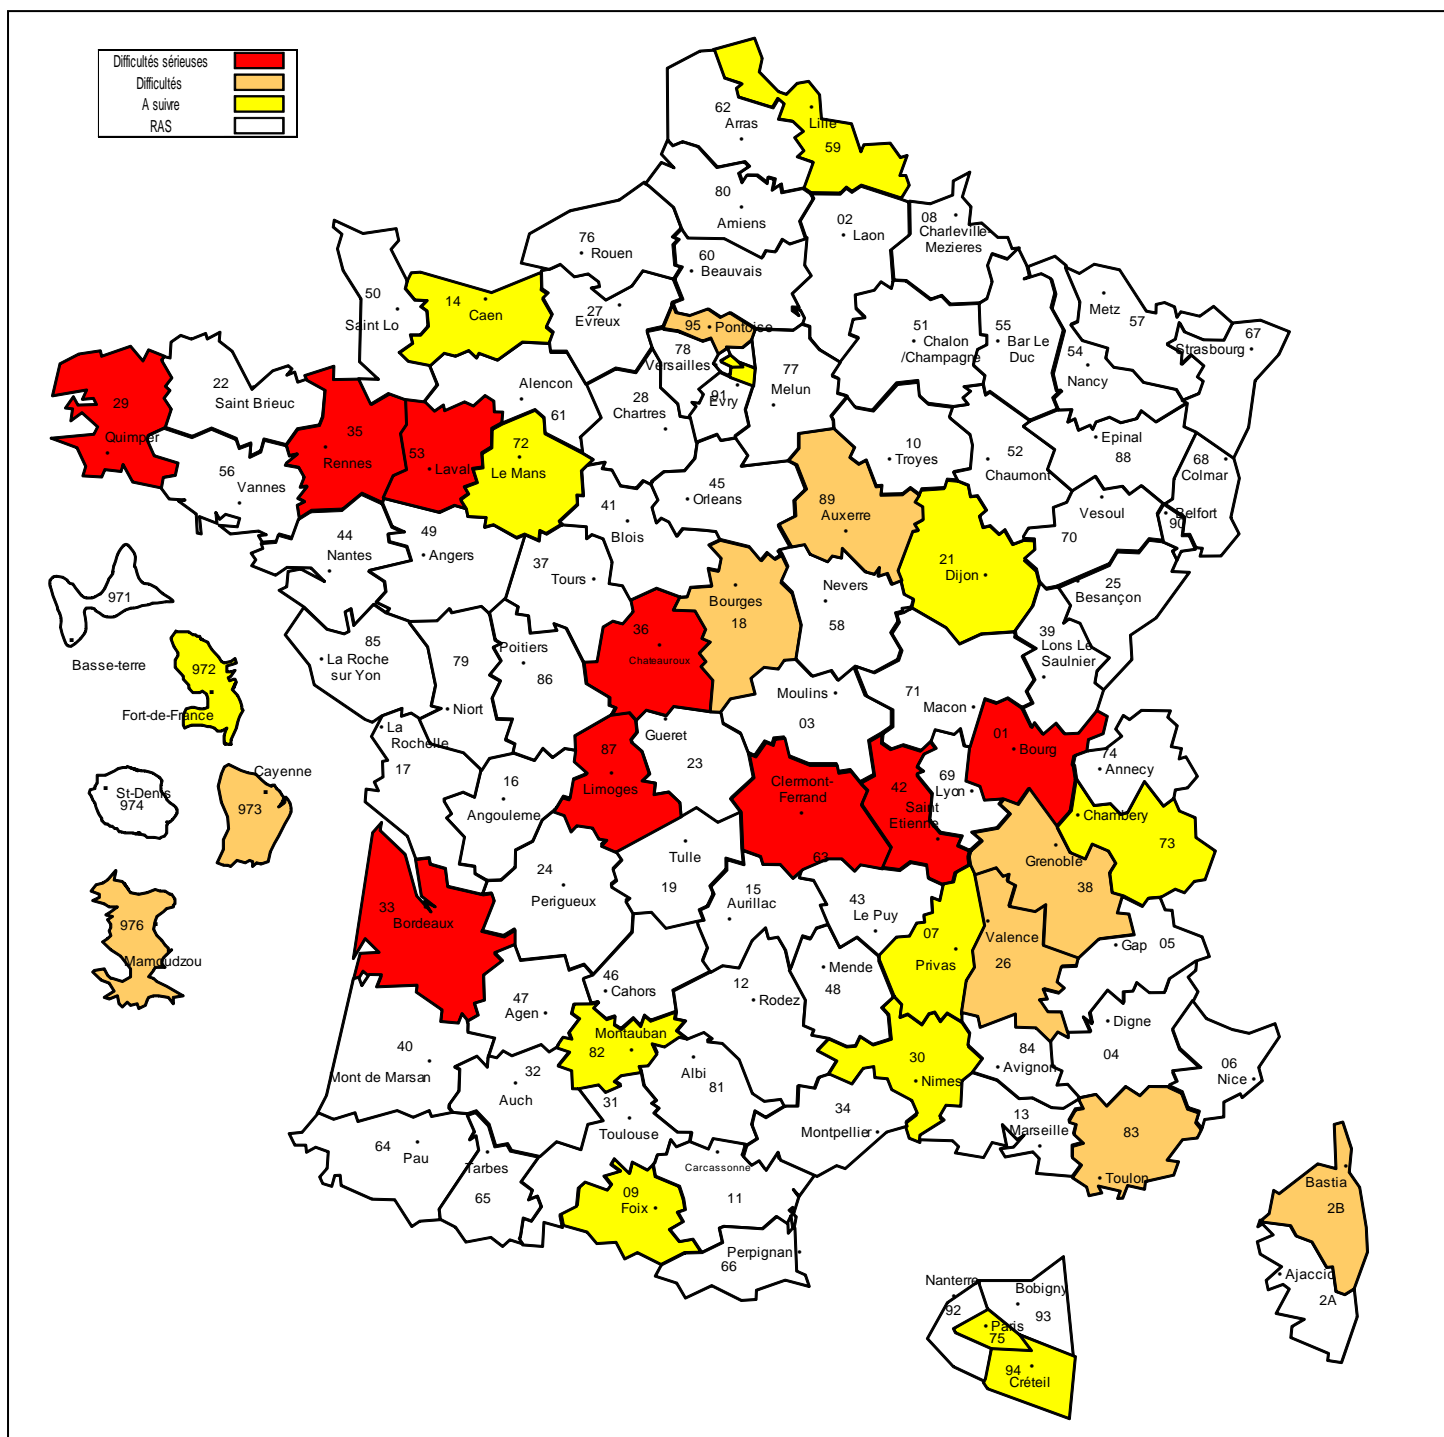 Difficultés sérieuses
Difficultés
A suivre
RAS
62
Arras
Lille
59
80
Amiens
02
Laon
08
Charleville-
Mezieres
76
Rouen
60
Beauvais
50
Saint Lo
14
Caen
27
Evreux
95
Pontoise
78
Versailles
91
Evry
77
Melun
51
Chalon
/Champagne
55
Bar Le
Duc
Metz
57
54
Nancy
67
Strasbourg
29
Quimper
22
Saint Brieuc
35
Rennes
53
Laval
Alencon
61
72
Le Mans
28
Chartres
56
Vannes
45
Orleans
10
Troyes
52
Chaumont
Epinal
88
68
Colmar
89
Auxerre
41
Blois
44
Nantes
49
Angers
37
Tours
21
Dijon
Vesoul
70
Belfort
90
25
Besançon
971
Basse-terre
972
Fort-de-France
St-Denis
974
Cayenne
973
976
Mamoudzou
36
Chateauroux
Bourges
18
Nevers
58
39
Lons Le
Saulnier
85
La Roche
sur Yon
79
Niort
Poitiers
86
Moulins
03
71
Macon
La
Rochelle
17
16
Angouleme
87
Limoges
Gueret
23
Clermont-
Ferrand
63
42
Saint
Etienne
69
Lyon
01
Bourg
74
Annecy
Chambery
73
Grenoble
38
24
Perigueux
Tulle
19
15
Aurillac
43
Le Puy
07
Privas
Valence
26
Gap
05
33
Bordeaux
47
Agen
46
Cahors
12
Rodez
Mende
48
Montauban
82
Albi
81
30
Nimes
84
Avignon
Digne
04
06
Nice
40
Mont de Marsan
32
Auch
31
Toulouse
34
Montpellier
13
Marseille
83
Toulon
64
Pau
Tarbes
65
09
Foix
Carcassonne
11
Perpignan
66
Bastia
2B
Ajaccio
2A
Nanterre
92
Bobigny
93
Paris
75
94
Créteil